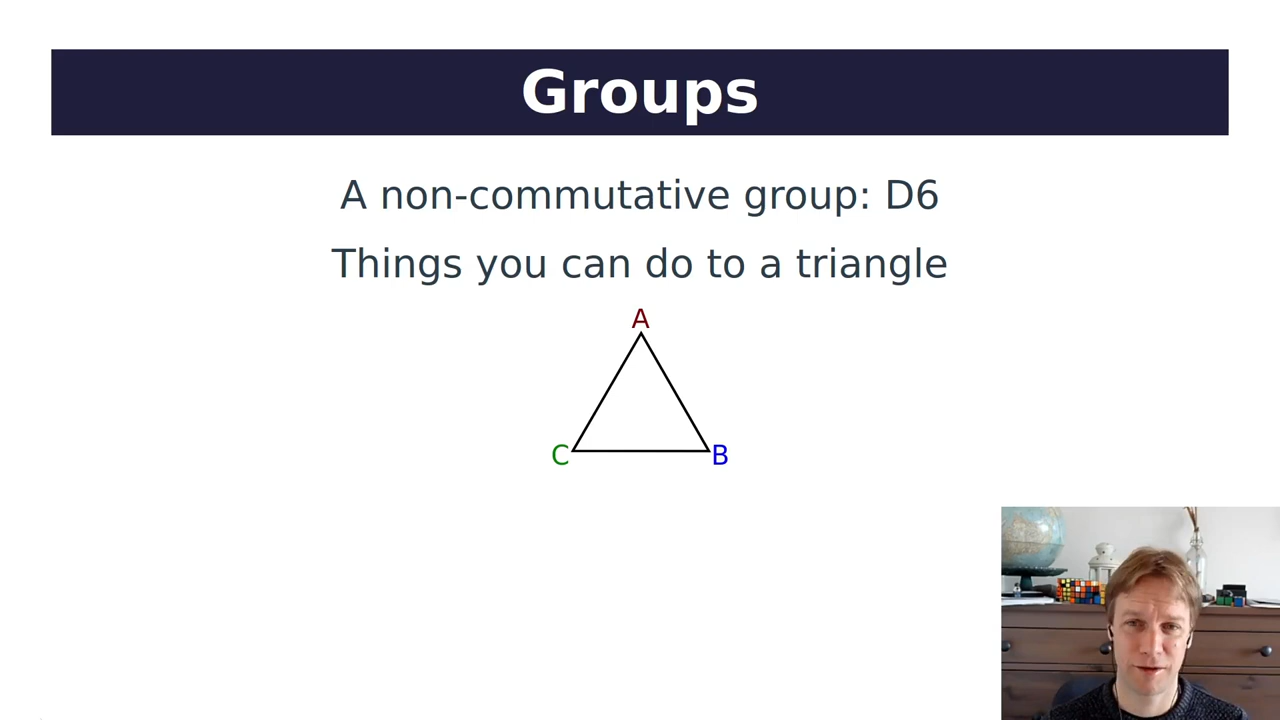 Groups
A non-commutative group: D6
Things you can do to a triangle
A
C
B